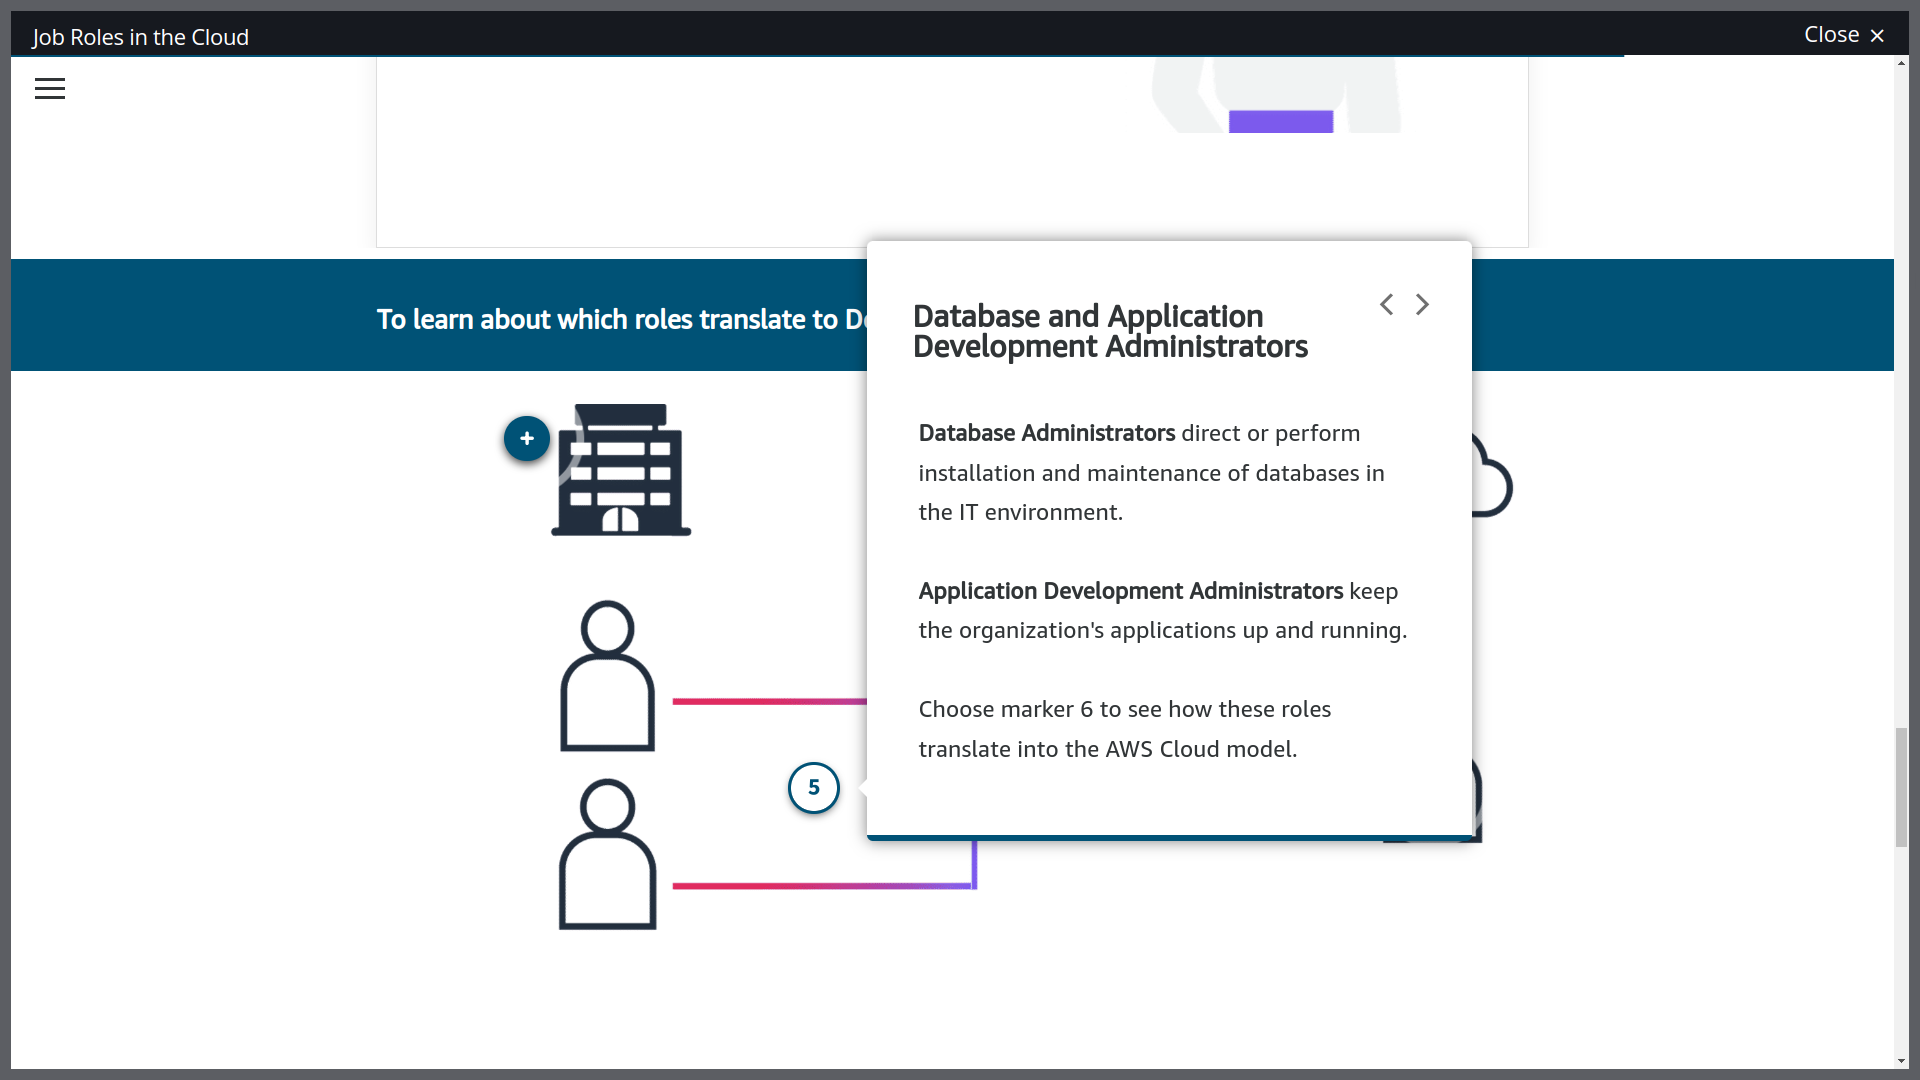 Job Roles in the Cloud
Close ×
To learn about which roles translate to
Database and Application
Development Administrators
Database Administrators direct or perform
installation and maintenance of databases in
the IT environment.
Application Development Administrators keep
the organization's applications up and running.
Choose marker 6 to see how these roles
translate into the AWS Cloud model.
+
5